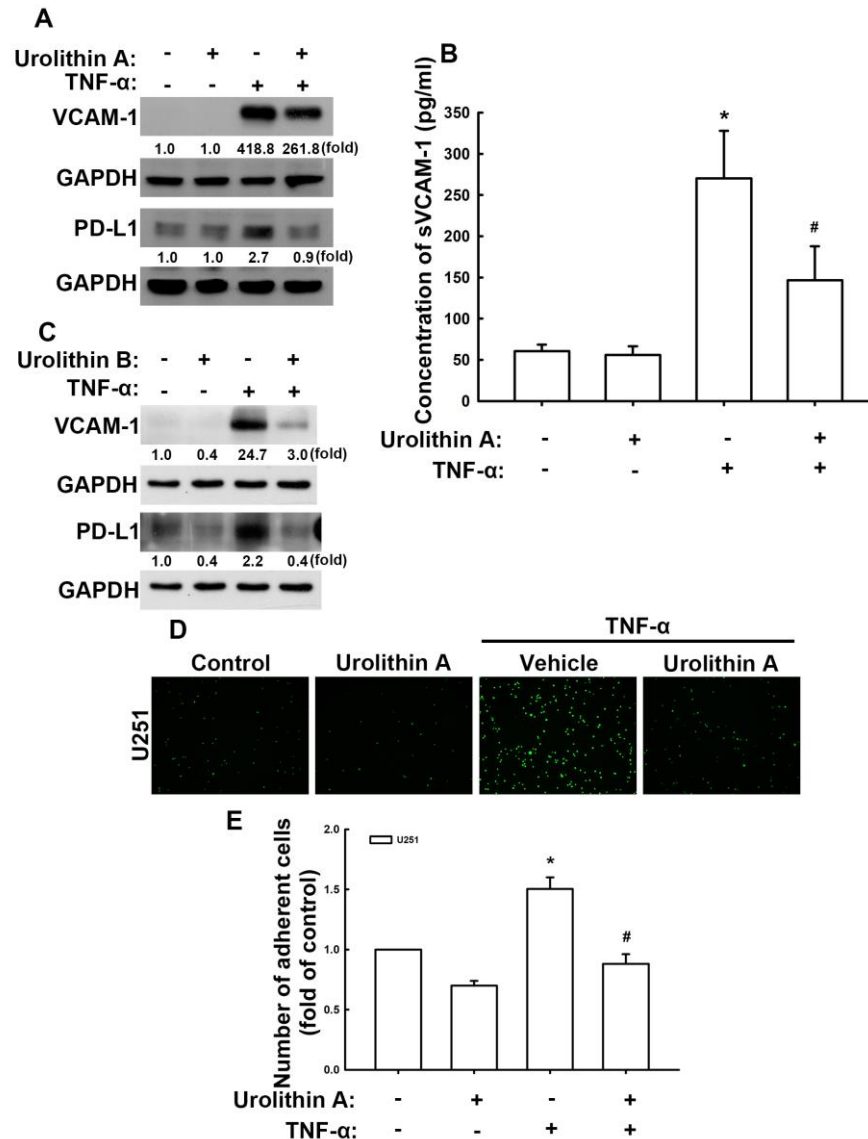 A
Urolithin A: - + - +
TNF-α: - - + +
VCAM-1
1.0 1.0 418.8 261.8 (fold)
GAPDH
PD-L1
1.0 1.0 2.7 0.9 (fold)
GAPDH
B
Concentration of sVCAM-1 (pg/ml)
350
300
250
200
150
100
50
0
*
#
Urolithin A: - + - +
TNF-α: - - + +
C
Urolithin B: - + - +
TNF-α: - - + +
VCAM-1
1.0 0.4 24.7 3.0 (fold)
GAPDH
PD-L1
1.0 0.4 2.2 0.4 (fold)
GAPDH
D
TNF-α
Control Urolithin A Vehicle Urolithin A
U251
E
Number of adherent cells
(fold of control)
2.0
1.5
1.0
0.5
0.0
U251
*
#
Urolithin A: - + - +
TNF-α: - - + +